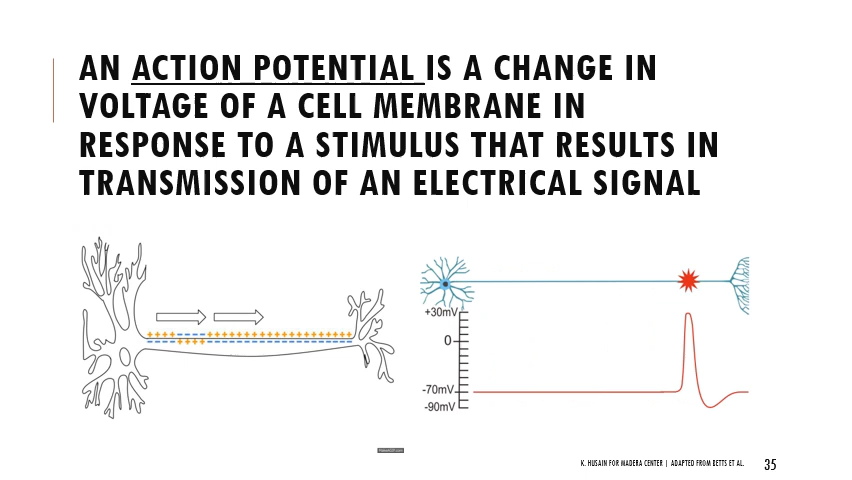 AN ACTION POTENTIAL IS A CHANGE IN
VOLTAGE OF A CELL MEMBRANE IN
RESPONSE TO A STIMULUS THAT RESULTS IN
TRANSMISSION OF AN ELECTRICAL SIGNAL
+30mV
0
-70mV
-90mV
K. HUSAIN FOR MADERA CENTER | ADAPTED FROM BETTS ET AL.
35